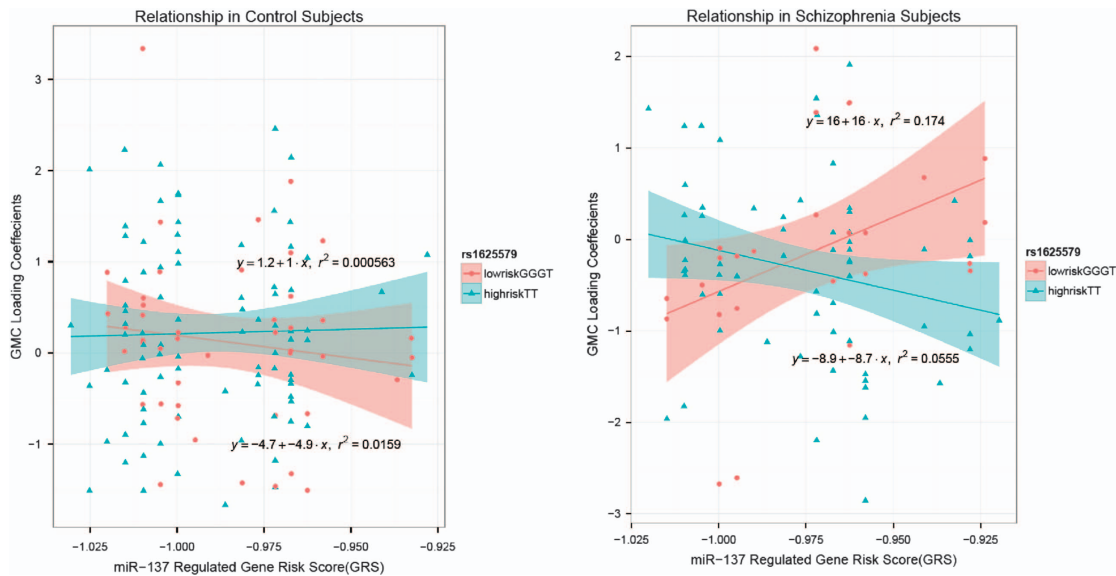 Relationship in Control Subjects
GMC Loading Coeffecients
3
2
1
0
−1
y = 1.2 + 1 · x, r² = 0.000563
y = −4.7 + −4.9 · x, r² = 0.0159
−1.025
−1.000
−0.975
−0.950
−0.925
miR−137 Regulated Gene Risk Score(GRS)
rs1625579
lowriskGGGT
highriskTT
Relationship in Schizophrenia Subjects
GMC Loading Coeffecients
2
1
0
−1
−2
−3
y = 16 + 16 · x, r² = 0.174
y = −8.9 + −8.7 · x, r² = 0.0555
−1.025
−1.000
−0.975
−0.950
−0.925
miR−137 Regulated Gene Risk Score(GRS)
rs1625579
lowriskGGGT
highriskTT